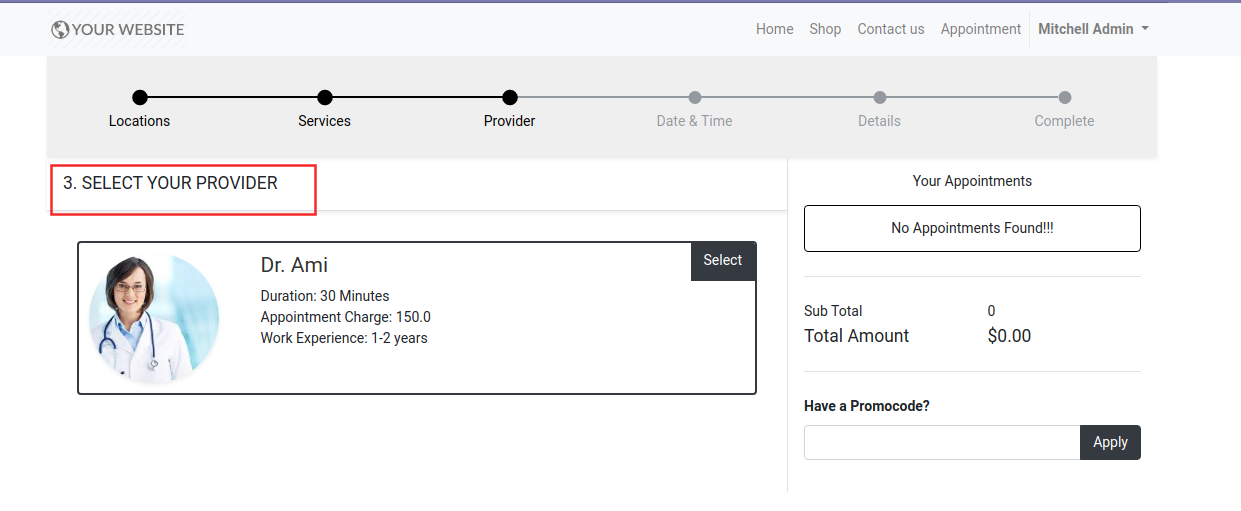 YOUR WEBSITE
Home Shop Contact us Appointment Mitchell Admin
Locations Services Provider Date & Time Details Complete
3. SELECT YOUR PROVIDER
Dr. Ami
Select
Duration: 30 Minutes
Appointment Charge: 150.0
Work Experience: 1-2 years
Your Appointments
No Appointments Found!!!
Sub Total 0
Total Amount $0.00
Have a Promocode?
Apply